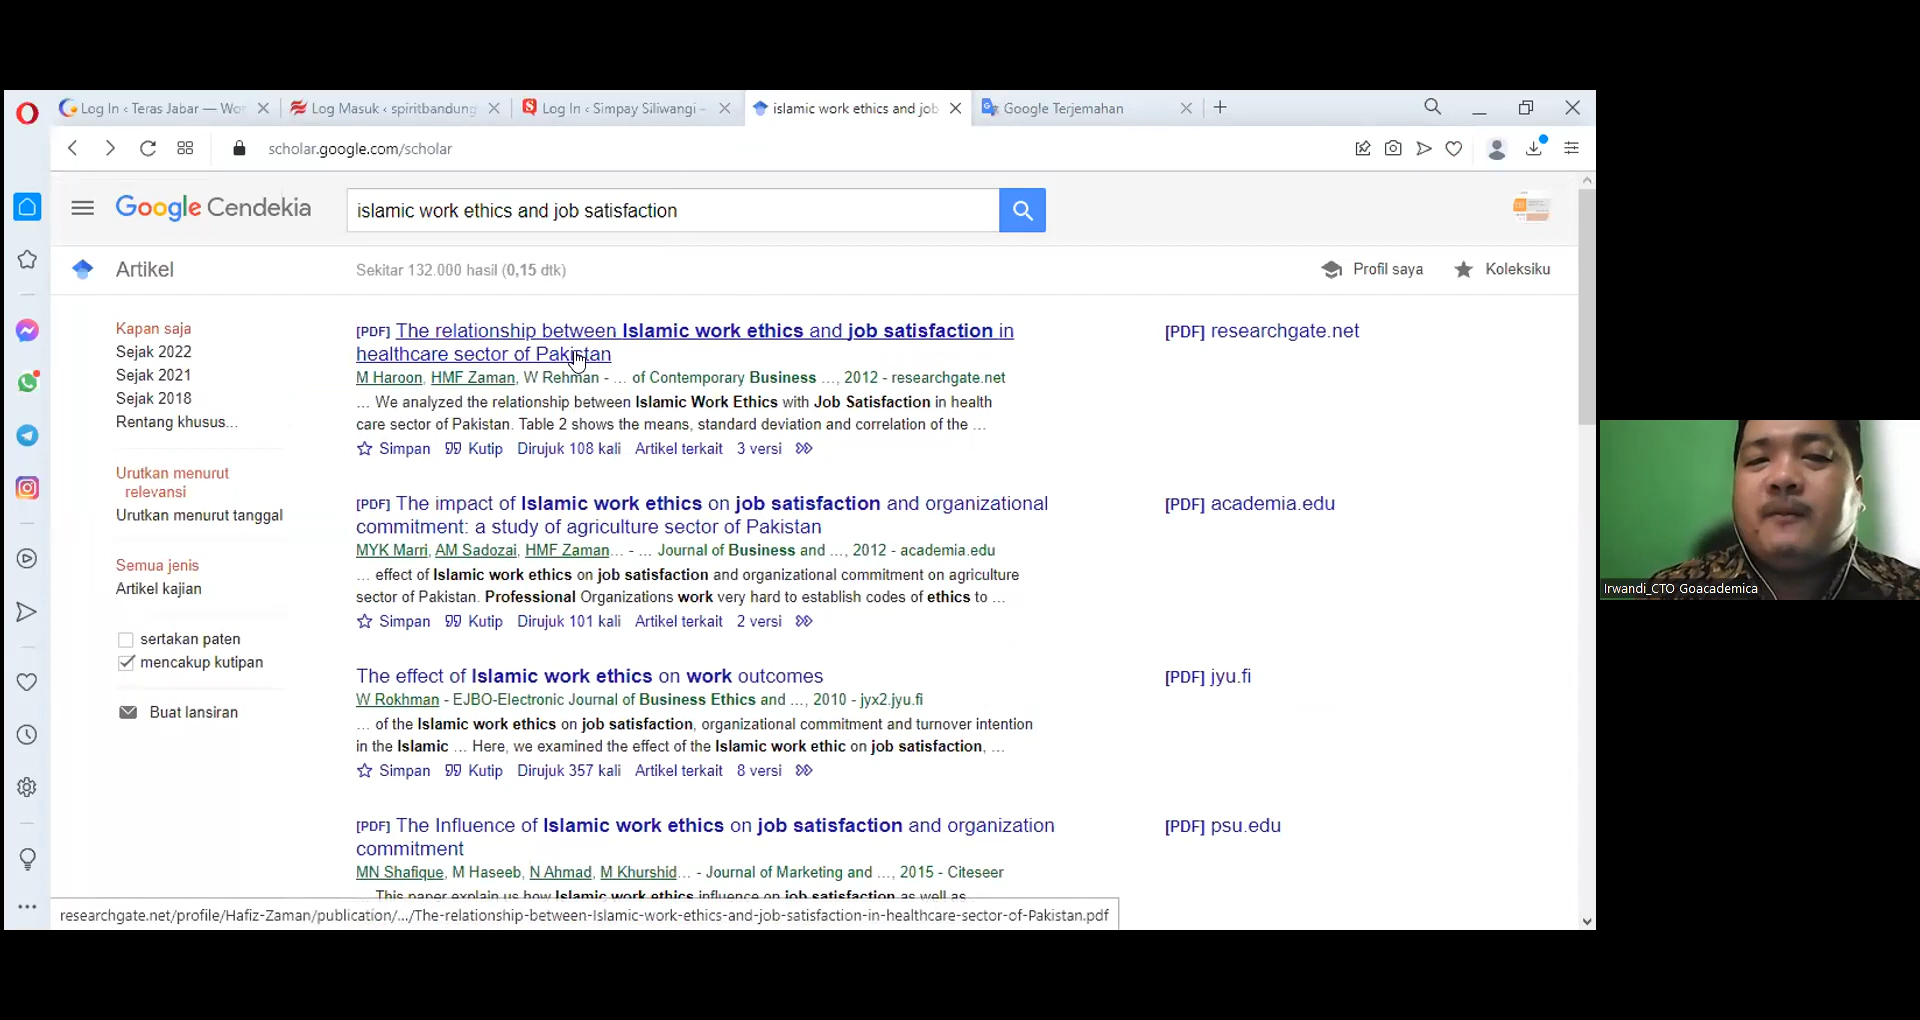 Log In ‹ Teras Jabar — Wor
Log Masuk ‹ spiritbandung
Log In ‹ Simpay Siliwangi –
islamic work ethics and job
Google Terjemahan
scholar.google.com/scholar
Google Cendekia
islamic work ethics and job satisfaction
Artikel
Sekitar 132.000 hasil (0,15 dtk)
Profil saya
Koleksiku
Kapan saja
Sejak 2022
Sejak 2021
Sejak 2018
Rentang khusus...
Urutkan menurut
relevansi
Urutkan menurut tanggal
Semua jenis
Artikel kajian
sertakan paten
mencakup kutipan
Buat lansiran
[PDF] The relationship between Islamic work ethics and job satisfaction in
healthcare sector of Pakistan
M Haroon, HMF Zaman, W Rehman - … of Contemporary Business …, 2012 - researchgate.net
… We analyzed the relationship between Islamic Work Ethics with Job Satisfaction in health
care sector of Pakistan. Table 2 shows the means, standard deviation and correlation of the …
Simpan Kutip Dirujuk 108 kali Artikel terkait 3 versi
[PDF] researchgate.net
[PDF] The impact of Islamic work ethics on job satisfaction and organizational
commitment: a study of agriculture sector of Pakistan
MYK Marri, AM Sadozai, HMF Zaman… - … Journal of Business and …, 2012 - academia.edu
… effect of Islamic work ethics on job satisfaction and organizational commitment on agriculture
sector of Pakistan. Professional Organizations work very hard to establish codes of ethics to …
Simpan Kutip Dirujuk 101 kali Artikel terkait 2 versi
[PDF] academia.edu
The effect of Islamic work ethics on work outcomes
W Rokhman - EJBO-Electronic Journal of Business Ethics and …, 2010 - jyx2.jyu.fi
… of the Islamic work ethics on job satisfaction, organizational commitment and turnover intention
in the Islamic … Here, we examined the effect of the Islamic work ethic on job satisfaction, …
Simpan Kutip Dirujuk 357 kali Artikel terkait 8 versi
[PDF] jyu.fi
[PDF] The Influence of Islamic work ethics on job satisfaction and organization
commitment
MN Shafique, M Haseeb, N Ahmad, M Khurshid… - Journal of Marketing and …, 2015 - Citeseer
… This paper explain us how Islamic work ethics influence on job satisfaction as well as
[PDF] psu.edu
researchgate.net/profile/Hafiz-Zaman/publication/.../The-relationship-between-Islamic-work-ethics-and-job-satisfaction-in-healthcare-sector-of-Pakistan.pdf
Irwandi_CTO Goacademica